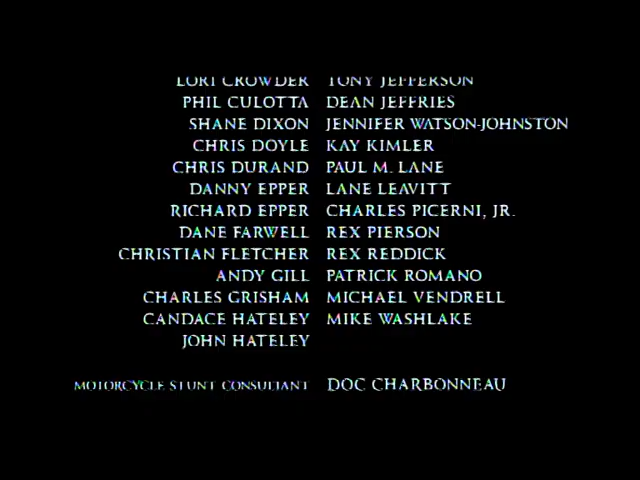 LORI CROWDER TONY JEFFERSON
PHIL CULOTTA DEAN JEFFRIES
SHANE DIXON JENNIFER WATSON-JOHNSTON
CHRIS DOYLE KAY KIMLER
CHRIS DURAND PAUL M. LANE
DANNY EPPER LANE LEAVITT
RICHARD EPPER CHARLES PICERNI, JR.
DANE FARWELL REX PIERSON
CHRISTIAN FLETCHER REX REDDICK
ANDY GILL PATRICK ROMANO
CHARLES GRISHAM MICHAEL VENDRELL
CANDACE HATELEY MIKE WASHLAKE
JOHN HATELEY
MOTORCYCLE STUNT CONSULTANT DOC CHARBONNEAU